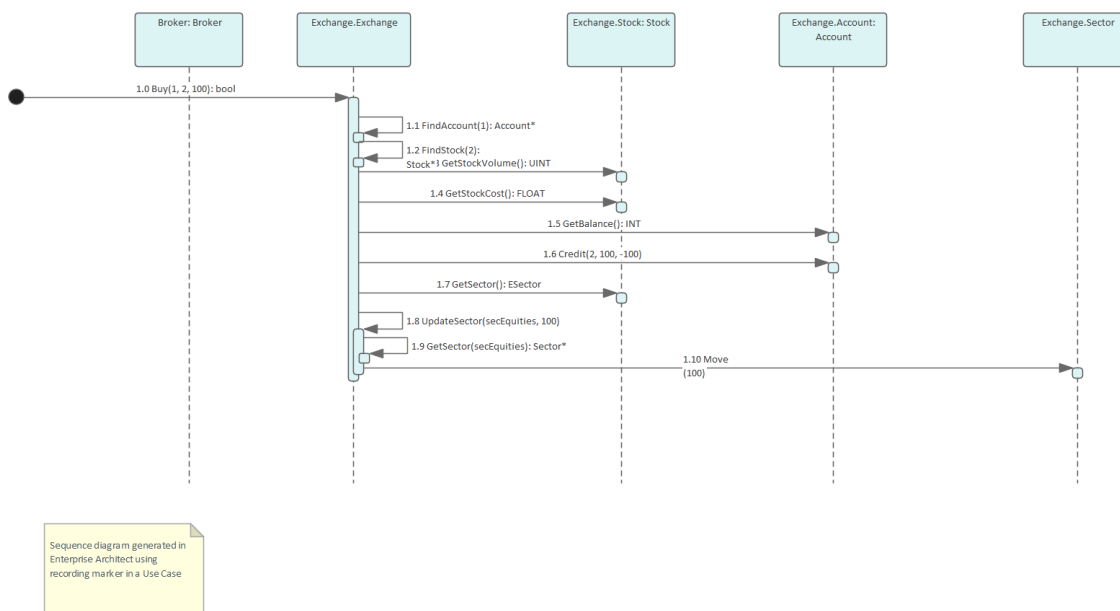 Broker: Broker
Exchange.Exchange
Exchange.Stock: Stock
Exchange.Account:
Account
Exchange.Sector
1.0 Buy(1, 2, 100): bool
1.1 FindAccount(1): Account*
1.2 FindStock(2):
Stock*
GetStockVolume(): UINT
1.4 GetStockCost(): FLOAT
1.5 GetBalance(): INT
1.6 Credit(2, 100, -100)
1.7 GetSector(): ESector
1.8 UpdateSector(secEquities, 100)
1.9 GetSector(secEquities): Sector*
1.10 Move
(100)
Sequence diagram generated in
Enterprise Architect using
recording marker in a Use Case